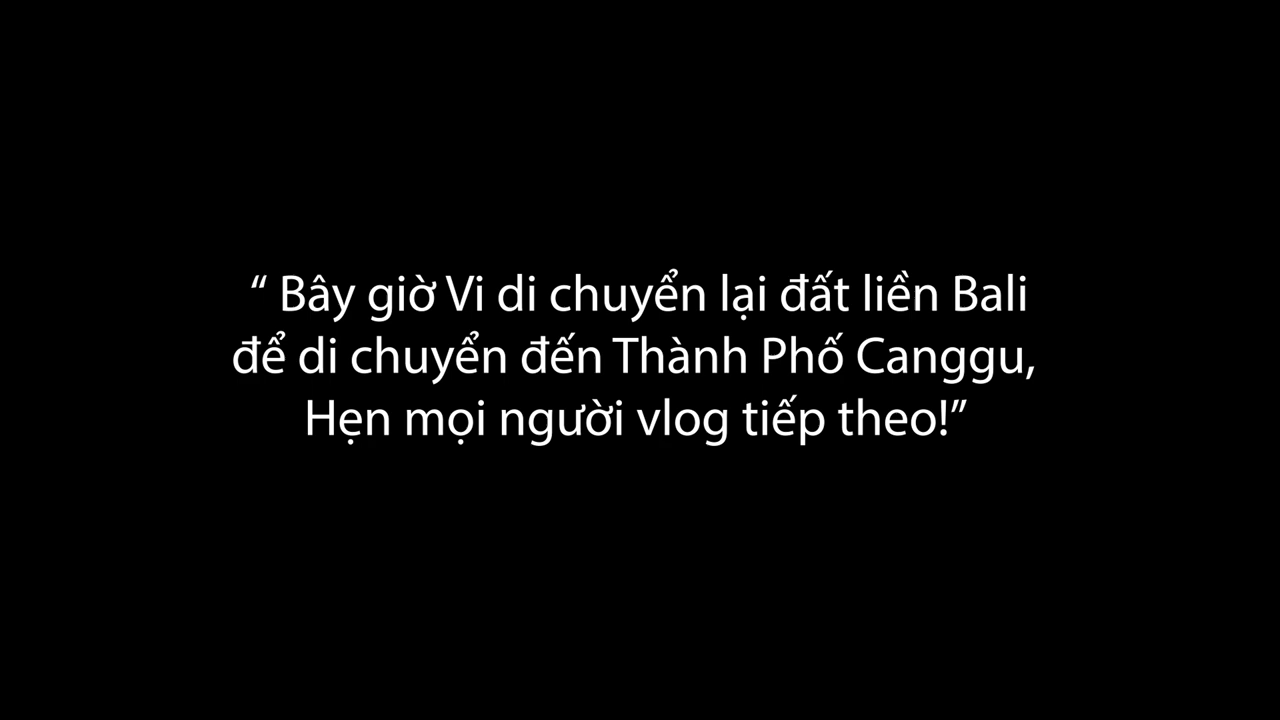 “ Bây giờ Vi di chuyển lại đất liền Bali
để di chuyển đến Thành Phố Canggu,
Hẹn mọi người vlog tiếp theo!”